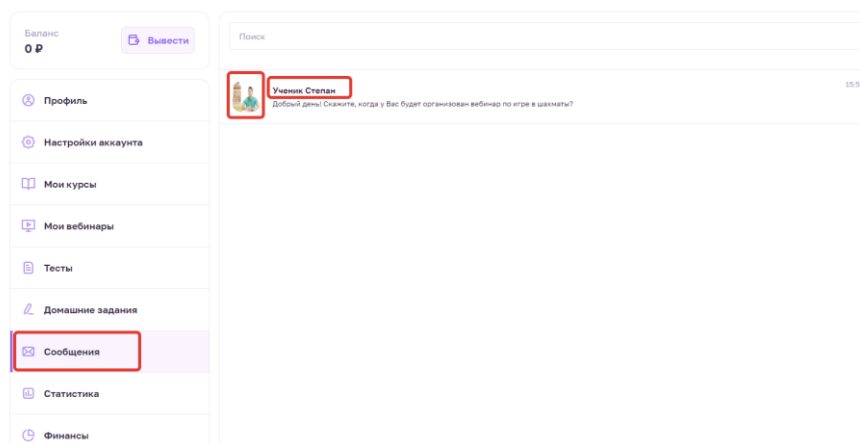 Баланс
0 ₽
Вывести
Профиль
Настройки аккаунта
Мои курсы
Мои вебинары
Тесты
Домашние задания
Сообщения
Статистика
Финансы
Поиск
Ученик Степан
Добрый день! Скажите, когда у Вас будет организован вебинар по игре в шахматы?